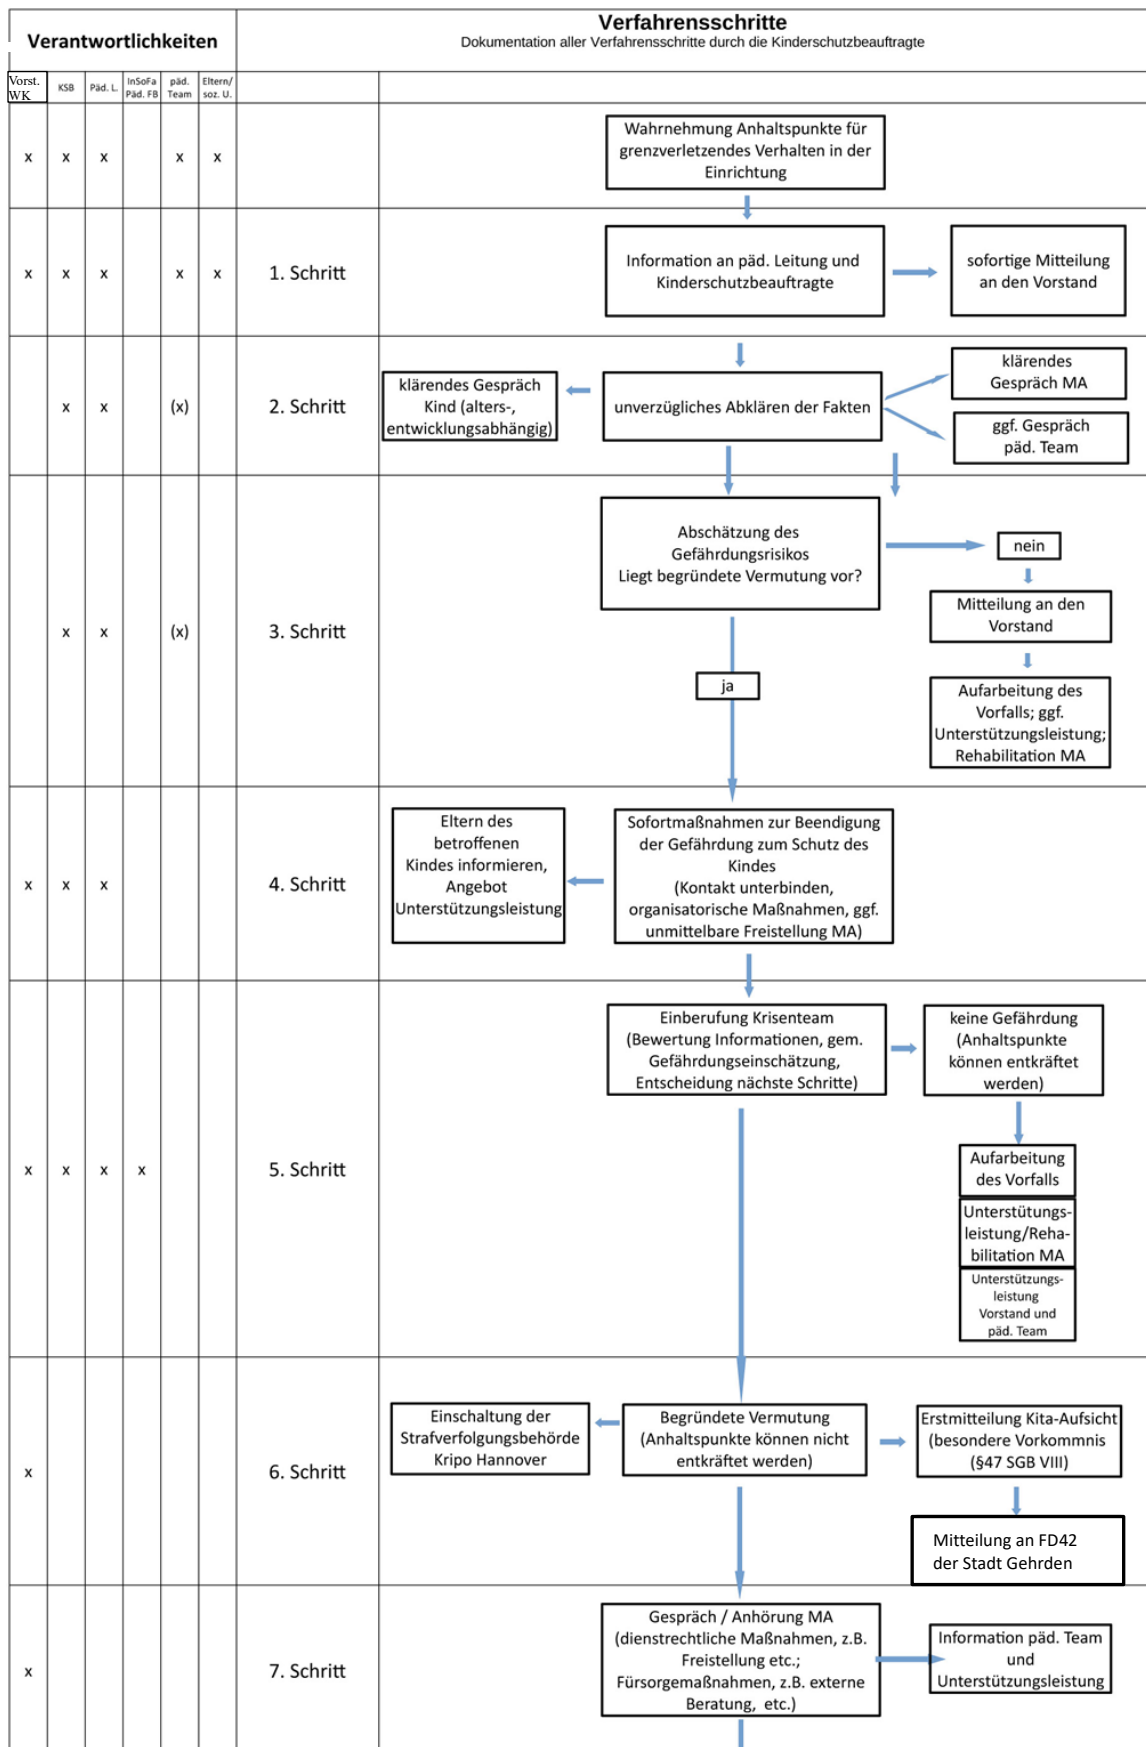 Verantwortlichkeiten
Verfahrensschritte
Dokumentation aller Verfahrensschritte durch die Kinderschutzbeauftragte
Vorst.
WK
KSB
Päd. L.
InSoFa
Päd. FB
päd.
Team
Eltern/
soz. U.
x x x x x
Wahrnehmung Anhaltspunkte für
grenzverletzendes Verhalten in der
Einrichtung
x x x x x
1. Schritt
Information an päd. Leitung und
Kinderschutzbeauftragte
sofortige Mitteilung
an den Vorstand
x x (x)
2. Schritt
klärendes Gespräch
Kind (alters-,
entwicklungsabhängig)
unverzügliches Abklären der Fakten
klärendes
Gespräch MA
ggf. Gespräch
päd. Team
x x (x)
3. Schritt
Abschätzung des
Gefährdungsrisikos
Liegt begründete Vermutung vor?
nein
Mitteilung an den
Vorstand
ja
Aufarbeitung des
Vorfalls; ggf.
Unterstützungsleistung;
Rehabilitation MA
x x x
4. Schritt
Eltern des
betroffenen
Kindes informieren,
Angebot
Unterstützungsleistung
Sofortmaßnahmen zur Beendigung
der Gefährdung zum Schutz des
Kindes
(Kontakt unterbinden,
organisatorische Maßnahmen, ggf.
unmittelbare Freistellung MA)
x x x x
5. Schritt
Einberufung Krisenteam
(Bewertung Informationen, gem.
Gefährdungseinschätzung,
Entscheidung nächste Schritte)
keine Gefährdung
(Anhaltspunkte
können entkräftet
werden)
Aufarbeitung
des Vorfalls
Unterstütungs-
leistung/Reha-
bilitation MA
Unterstützungs-
leistung
Vorstand und
päd. Team
x
6. Schritt
Einschaltung der
Strafverfolgungsbehörde
Kripo Hannover
Begründete Vermutung
(Anhaltspunkte können nicht
entkräftet werden)
Erstmitteilung Kita-Aufsicht
(besondere Vorkommnis
(§47 SGB VIII)
Mitteilung an FD42
der Stadt Gehrden
x
7. Schritt
Gespräch / Anhörung MA
(dienstrechtliche Maßnahmen, z.B.
Freistellung etc.;
Fürsorgemaßnahmen, z.B. externe
Beratung, etc.)
Information päd. Team
und
Unterstützungsleistung